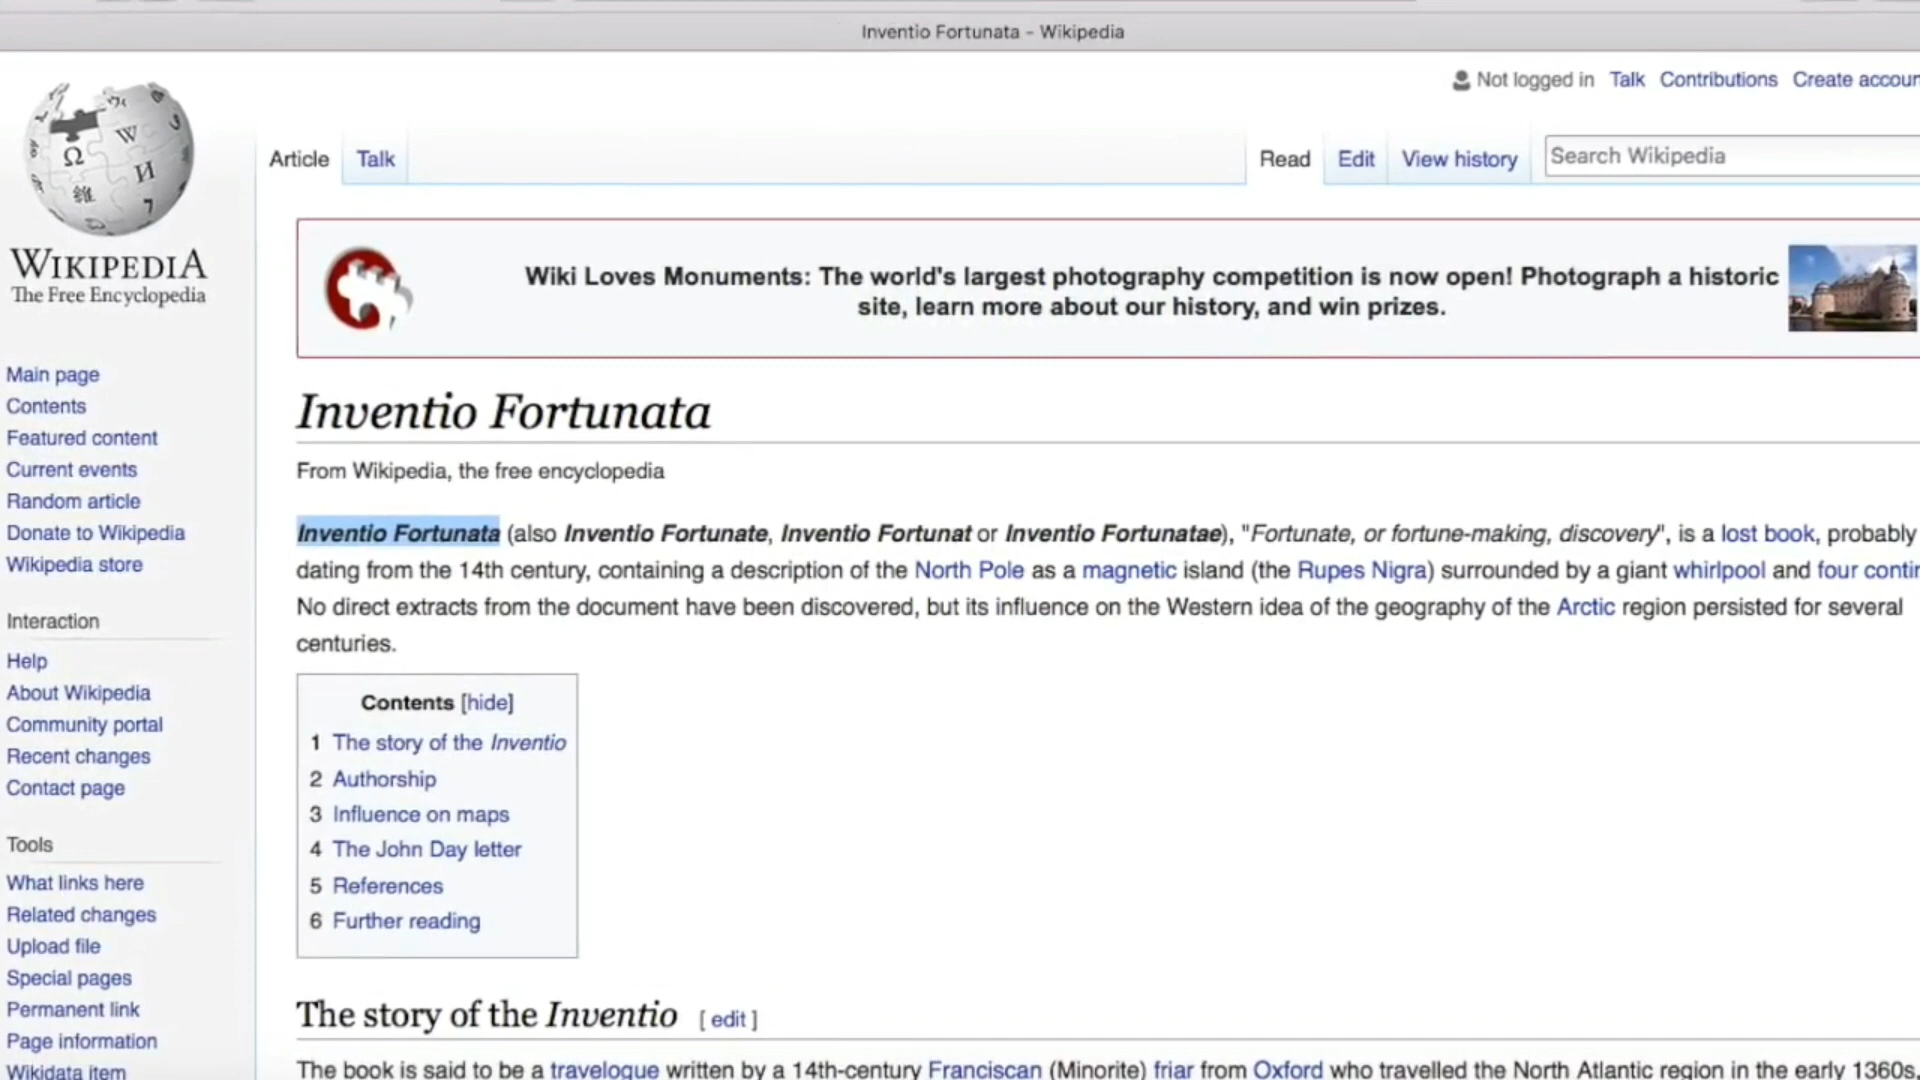 Inventio Fortunata - Wikipedia
Not logged in Talk Contributions Create
Article Talk Read Edit View history Search Wikipedia
WIKIPEDIA
The Free Encyclopedia
Wiki Loves Monuments: The world's largest photography competition is now open! Photograph a historic
site, learn more about our history, and win prizes.
Main page
Contents
Featured content
Current events
Random article
Donate to Wikipedia
Wikipedia store
Interaction
Help
About Wikipedia
Community portal
Recent changes
Contact page
Tools
What links here
Related changes
Upload file
Special pages
Permanent link
Page information
Wikidata item
Inventio Fortunata
From Wikipedia, the free encyclopedia
Inventio Fortunata (also Inventio Fortunate, Inventio Fortunat or Inventio Fortunatae), "Fortunate, or fortune-making, discovery", is a lost book, probably
dating from the 14th century, containing a description of the North Pole as a magnetic island (the Rupes Nigra) surrounded by a giant whirlpool and four
No direct extracts from the document have been discovered, but its influence on the Western idea of the geography of the Arctic region persisted for several
centuries.
Contents [hide]
1 The story of the Inventio
2 Authorship
3 Influence on maps
4 The John Day letter
5 References
6 Further reading
The story of the Inventio [ edit ]
The book is said to be a travelogue written by a 14th-century Franciscan (Minorite) friar from Oxford who travelled the North Atlantic region in the early 1360s,